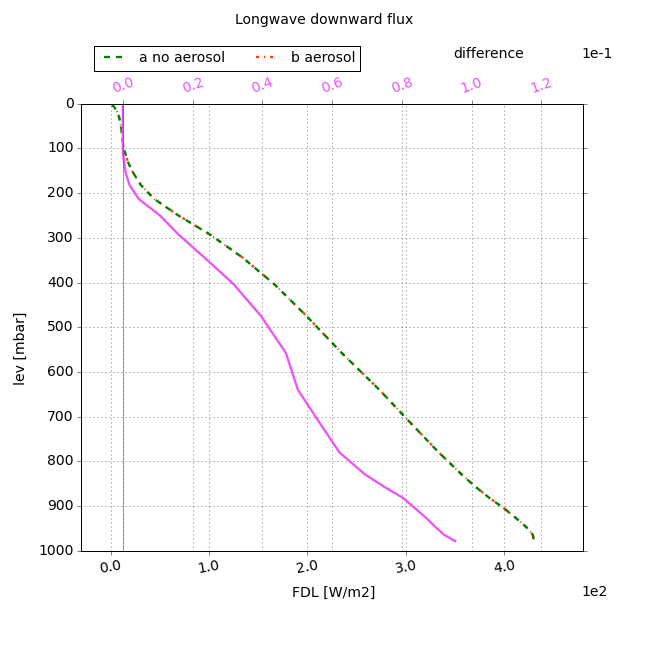 Longwave downward flux
a no aerosol b aerosol difference 1e-1
0.0 0.2 0.4 0.6 0.8 1.0 1.2
0
100
200
300
400
500
600
700
800
900
1000
lev [mbar]
0.0 1.0 2.0 3.0 4.0
FDL [W/m2] 1e2